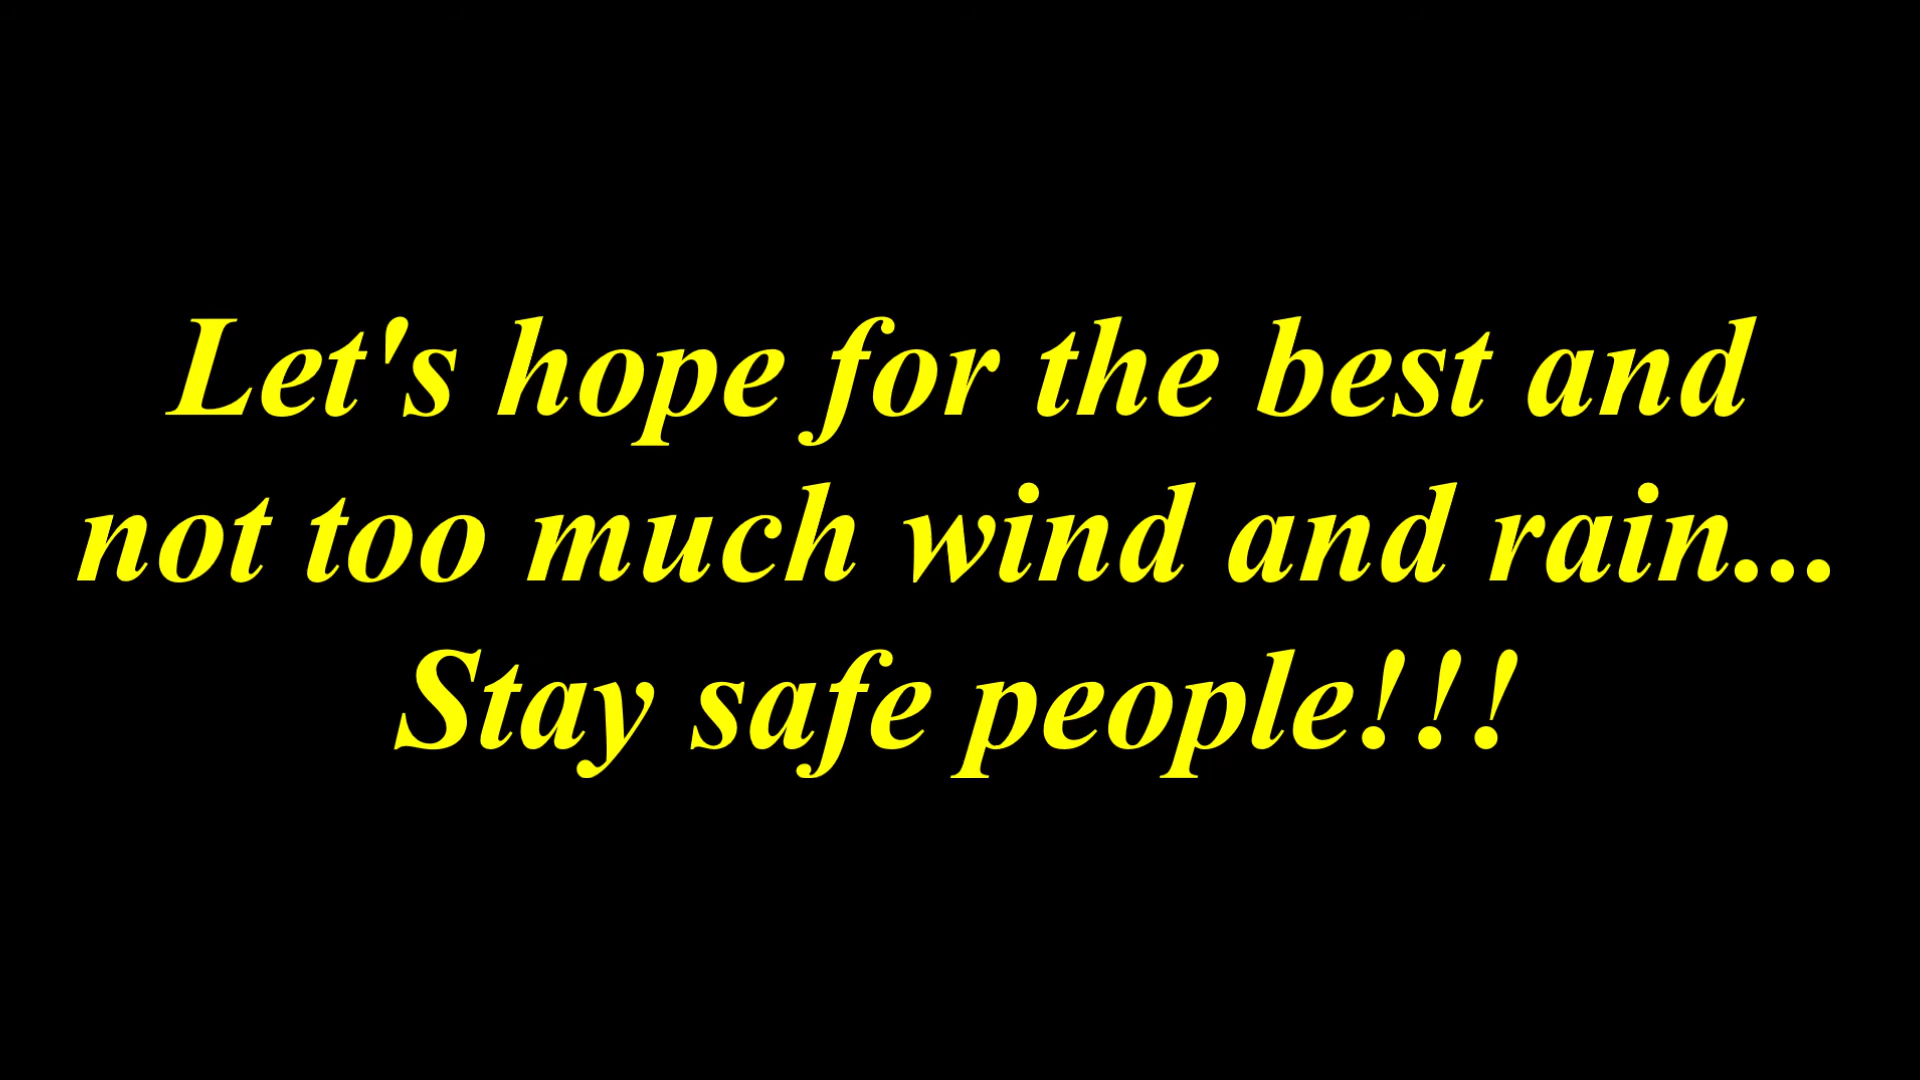 Let's hope for the best and
not too much wind and rain...
Stay safe people!!!